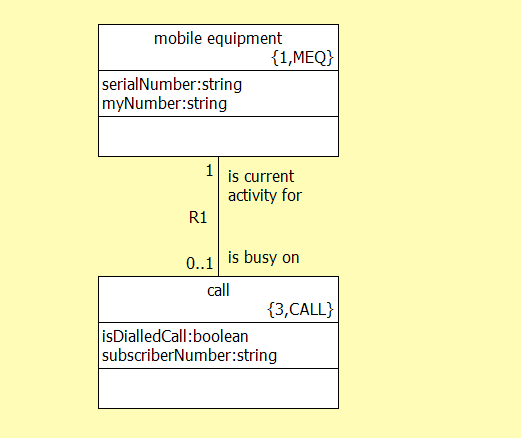 mobile equipment
{1,MEQ}
serialNumber:string
myNumber:string
1
is current
activity for
R1
0..1
is busy on
call
{3,CALL}
isDialledCall:boolean
subscriberNumber:string